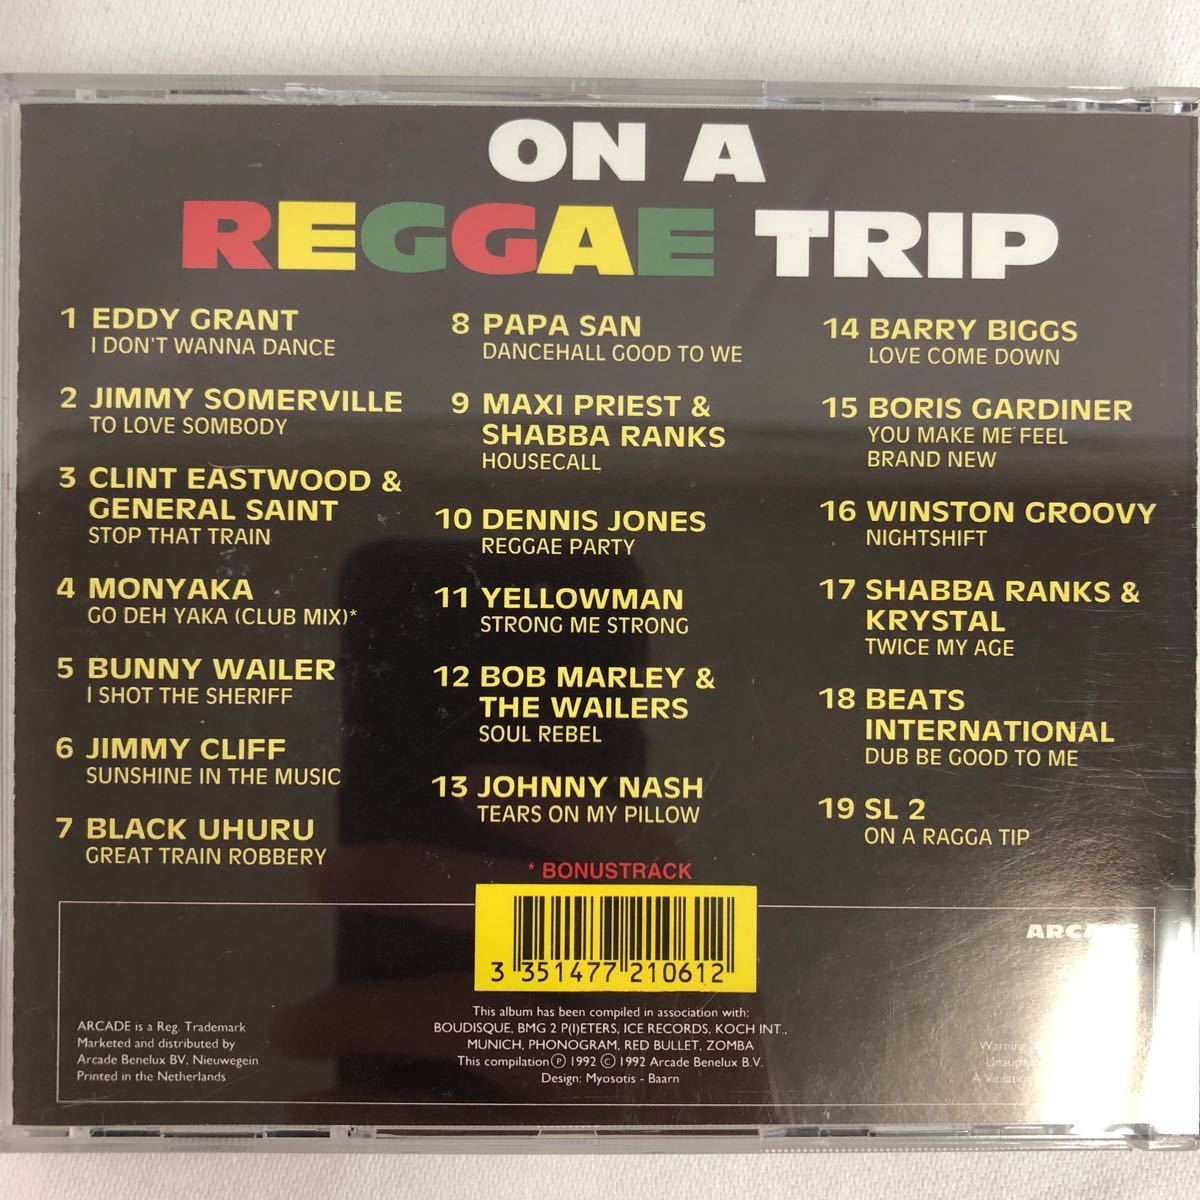 ON A
REGGAE TRIP
1 EDDY GRANT
I DON'T WANNA DANCE
2 JIMMY SOMERVILLE
TO LOVE SOMBODY
3 CLINT EASTWOOD &
GENERAL SAINT
STOP THAT TRAIN
4 MONYAKA
GO DEH YAKA (CLUB MIX)*
5 BUNNY WAILER
I SHOT THE SHERIFF
6 JIMMY CLIFF
SUNSHINE IN THE MUSIC
7 BLACK UHURU
GREAT TRAIN ROBBERY
8 PAPA SAN
DANCEHALL GOOD TO WE
9 MAXI PRIEST &
SHABBA RANKS
HOUSECALL
10 DENNIS JONES
REGGAE PARTY
11 YELLOWMAN
STRONG ME STRONG
12 BOB MARLEY &
THE WAILERS
SOUL REBEL
13 JOHNNY NASH
TEARS ON MY PILLOW
14 BARRY BIGGS
LOVE COME DOWN
15 BORIS GARDINER
YOU MAKE ME FEEL
BRAND NEW
16 WINSTON GROOVY
NIGHTSHIFT
17 SHABBA RANKS &
KRYSTAL
TWICE MY AGE
18 BEATS
INTERNATIONAL
DUB BE GOOD TO ME
19 SL 2
ON A RAGGA TIP
* BONUSTRACK
3 351477 210612
ARCADE
ARCADE is a Reg. Trademark
Marketed and distributed by
Arcade Benelux BV, Nieuwegein
Printed in the Netherlands
This album has been compiled in association with:
BOUDISQUE, BMG 2 P(I)ETERS, ICE RECORDS, KOCH INT.,
MUNICH, PHONOGRAM, RED BULLET, ZOMBA
This compilation Ⓟ 1992 © 1992 Arcade Benelux B.V.
Design: Myosotis - Baarn
Warning
A Violation